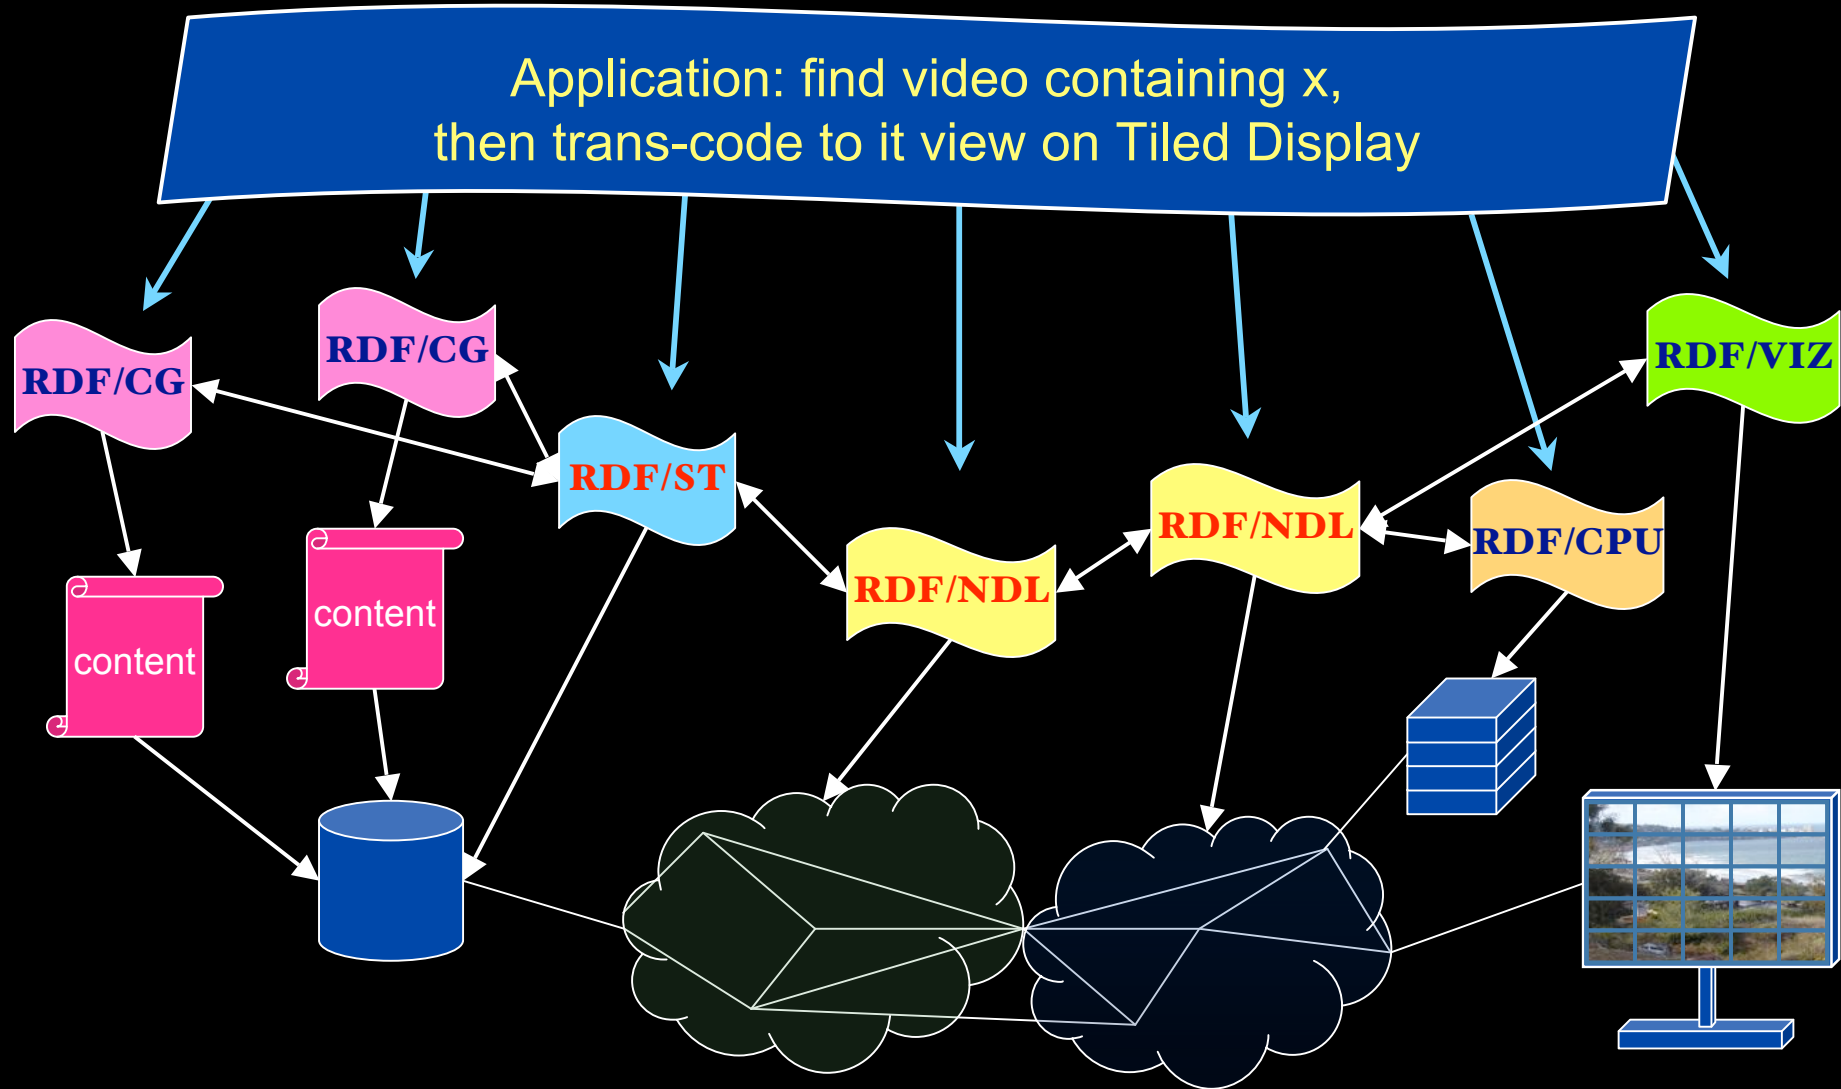 Application: find video containing x,
then trans-code to it view on Tiled Display
RDF/CG
RDF/CG
RDF/VIZ
RDF/ST
RDF/NDL
RDF/CPU
RDF/NDL
content
content